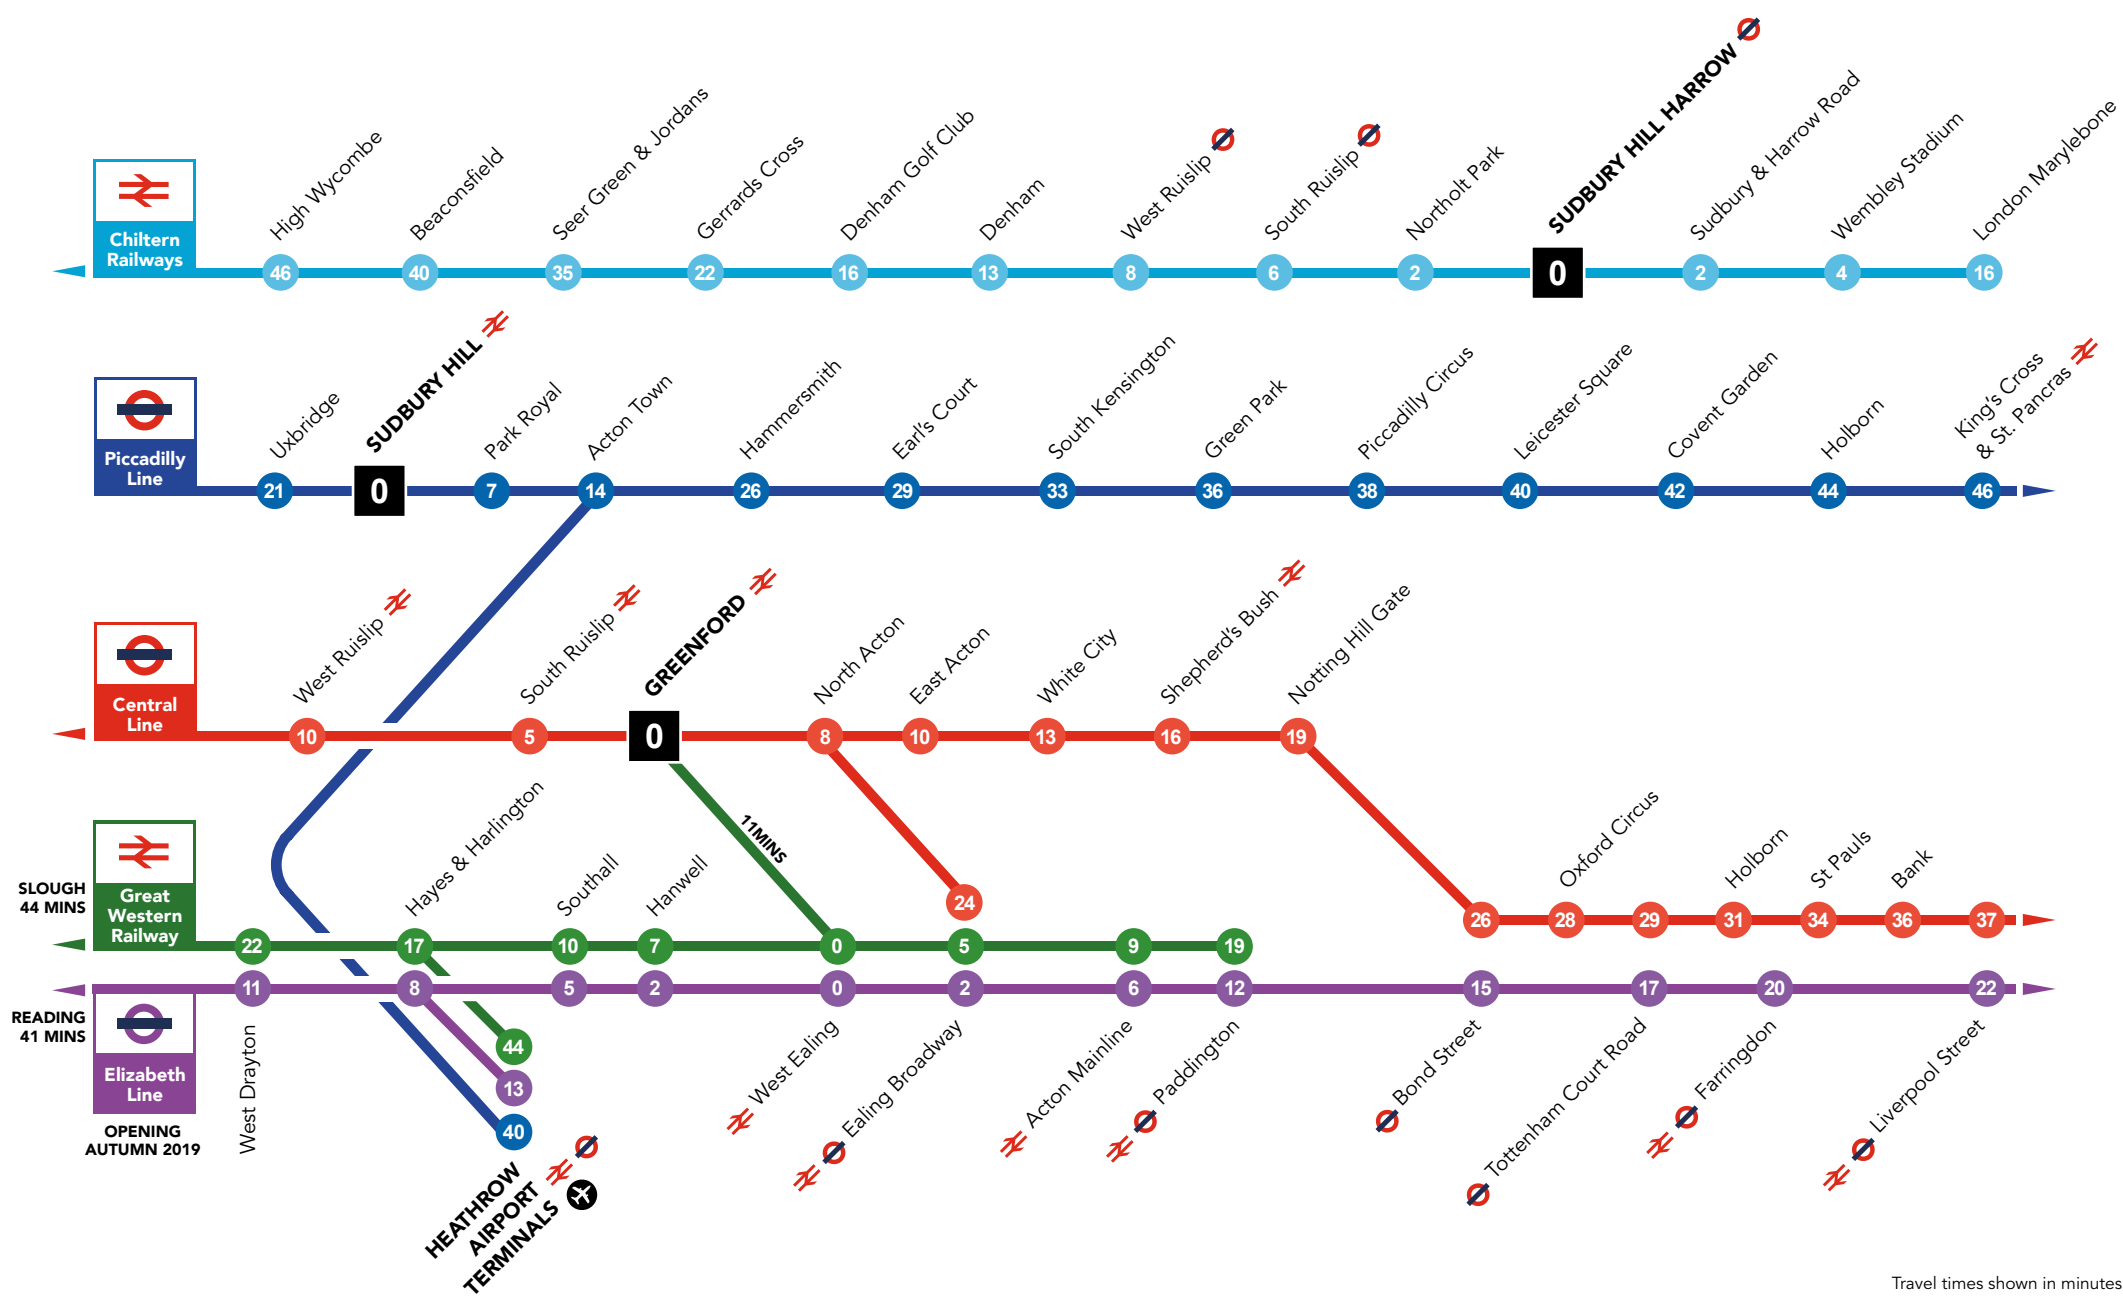 High Wycombe
Beaconsfield
Seer Green & Jordans
Gerrards Cross
Denham Golf Club
Denham
West Ruislip
South Ruislip
Northolt Park
SUDBURY HILL HARROW
Sudbury & Harrow Road
Wembley Stadium
London Marylebone
Chiltern
Railways
46
40
35
22
16
13
8
6
2
0
2
4
16
Uxbridge
SUDBURY HILL
Park Royal
Acton Town
Hammersmith
Earl's Court
South Kensington
Green Park
Piccadilly Circus
Leicester Square
Covent Garden
Holborn
King's Cross
& St. Pancras
Piccadilly
Line
21
0
7
14
26
29
33
36
38
40
42
44
46
West Ruislip
South Ruislip
GREENFORD
North Acton
East Acton
White City
Shepherd's Bush
Notting Hill Gate
Central
Line
10
5
0
8
10
13
16
19
11MINS
24
Oxford Circus
Holborn
St Pauls
Bank
26
28
29
31
34
36
37
SLOUGH
44 MINS
Great
Western
Railway
Hayes & Harlington
Southall
Hanwell
22
17
10
7
0
5
9
19
44
READING
41 MINS
Elizabeth
Line
OPENING
AUTUMN 2019
11
8
5
2
0
2
6
12
15
17
20
22
13
40
West Drayton
HEATHROW
AIRPORT
TERMINALS
West Ealing
Ealing Broadway
Acton Mainline
Paddington
Bond Street
Tottenham Court Road
Farringdon
Liverpool Street
Travel times shown in minutes